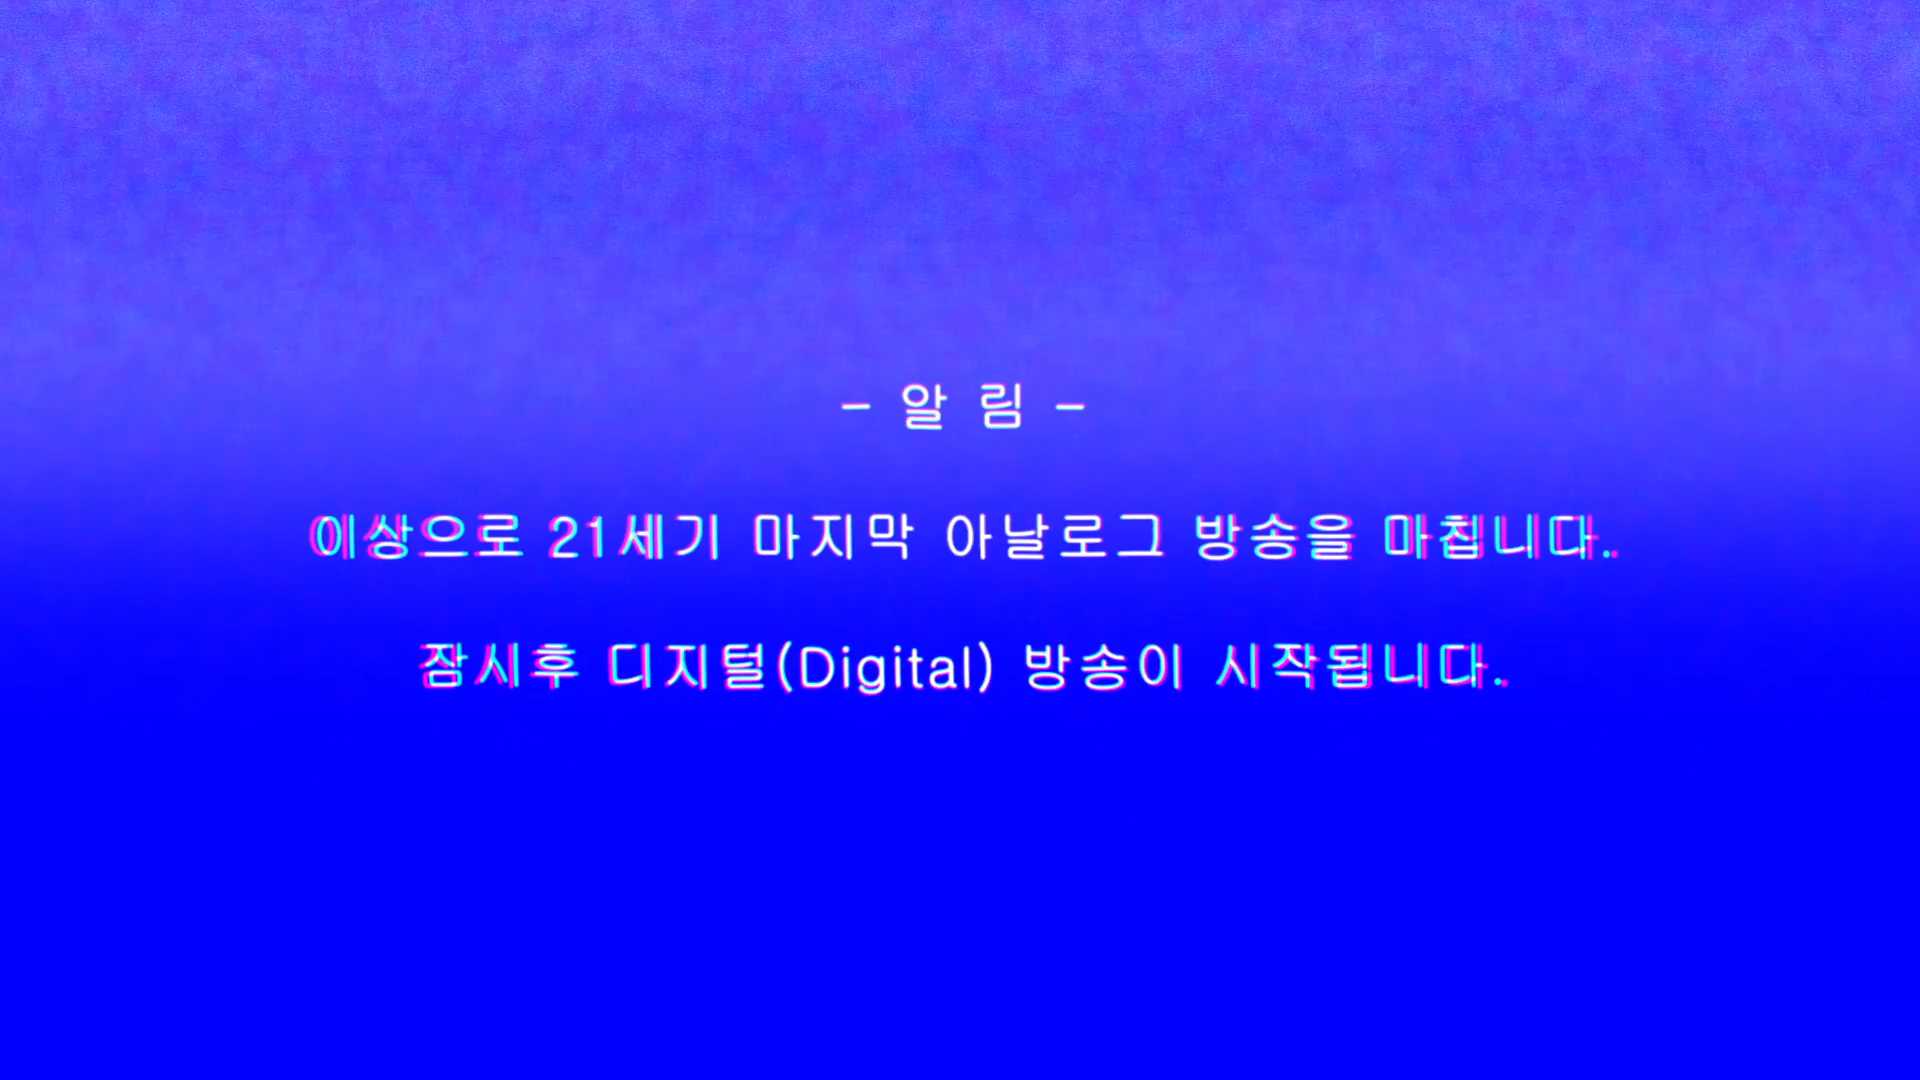 - 알 림 -
이상으로 21세기 마지막 아날로그 방송을 마칩니다.
잠시후 디지털(Digital) 방송이 시작됩니다.